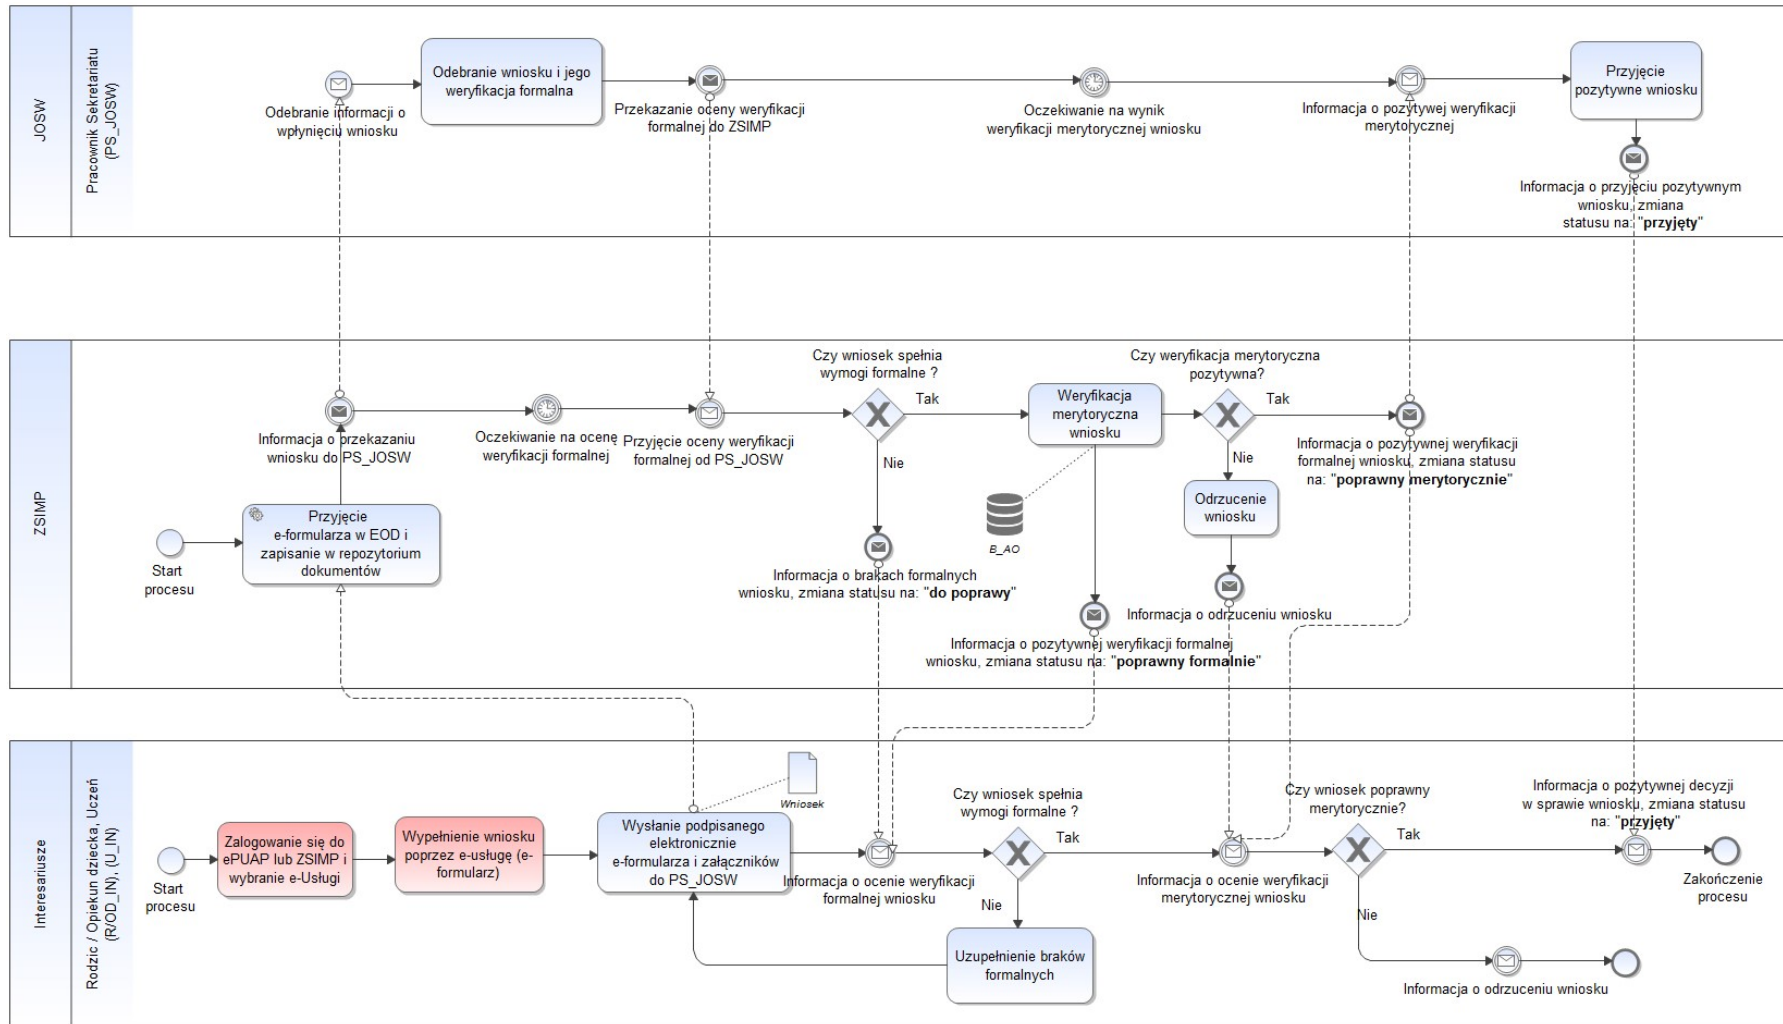 JOSW
Pracownik Sekretariatu
(PS_JOSW)
Odebranie informacji o
wpłynięciu wniosku
Odebranie wniosku i jego
weryfikacja formalna
Przekazanie oceny weryfikacji
formalnej do ZSIMP
Oczekiwanie na wynik
weryfikacji merytorycznej wniosku
Informacja o pozytywej weryfikacji
merytorycznej
Przyjęcie
pozytywne wniosku
Informacja o przyjęciu pozytywnym
wniosku, zmiana
statusu na: "przyjęty"
ZSIMP
Start
procesu
Przyjęcie
e-formularza w EOD i
zapisanie w repozytorium
dokumentów
Informacja o przekazaniu
wniosku do PS_JOSW
Oczekiwanie na ocenę
weryfikacji formalnej
Przyjęcie oceny weryfikacji
formalnej od PS_JOSW
Czy wniosek spełnia
wymogi formalne ?
Tak
Nie
Informacja o brakach formalnych
wniosku, zmiana statusu na: "do poprawy"
Weryfikacja
merytoryczna
wniosku
B_AO
Informacja o pozytywnej weryfikacji formalnej
wniosku, zmiana statusu na: "poprawny formalnie"
Czy weryfikacja merytoryczna
pozytywna?
Tak
Nie
Odrzucenie
wniosku
Informacja o odrzuceniu wniosku
Informacja o pozytywnej weryfikacji
formalnej wniosku, zmiana statusu
na: "poprawny merytorycznie"
Interesariusze
Rodzic / Opiekun dziecka, Uczeń
(R/OD_IN), (U_IN)
Start
procesu
Zalogowanie się do
ePUAP lub ZSIMP i
wybranie e-Usługi
Wypełnienie wniosku
poprzez e-usługę (e-
formularz)
Wysłanie podpisanego
elektronicznie
e-formularza i załączników
do PS_JOSW
Wniosek
Informacja o ocenie weryfikacji
formalnej wniosku
Czy wniosek spełnia
wymogi formalne ?
Tak
Nie
Uzupełnienie braków
formalnych
Informacja o ocenie weryfikacji
merytorycznej wniosku
Czy wniosek poprawny
merytorycznie?
Tak
Nie
Informacja o odrzuceniu wniosku
Informacja o pozytywnej decyzji
w sprawie wniosku, zmiana statusu
na: "przyjęty"
Zakończenie
procesu